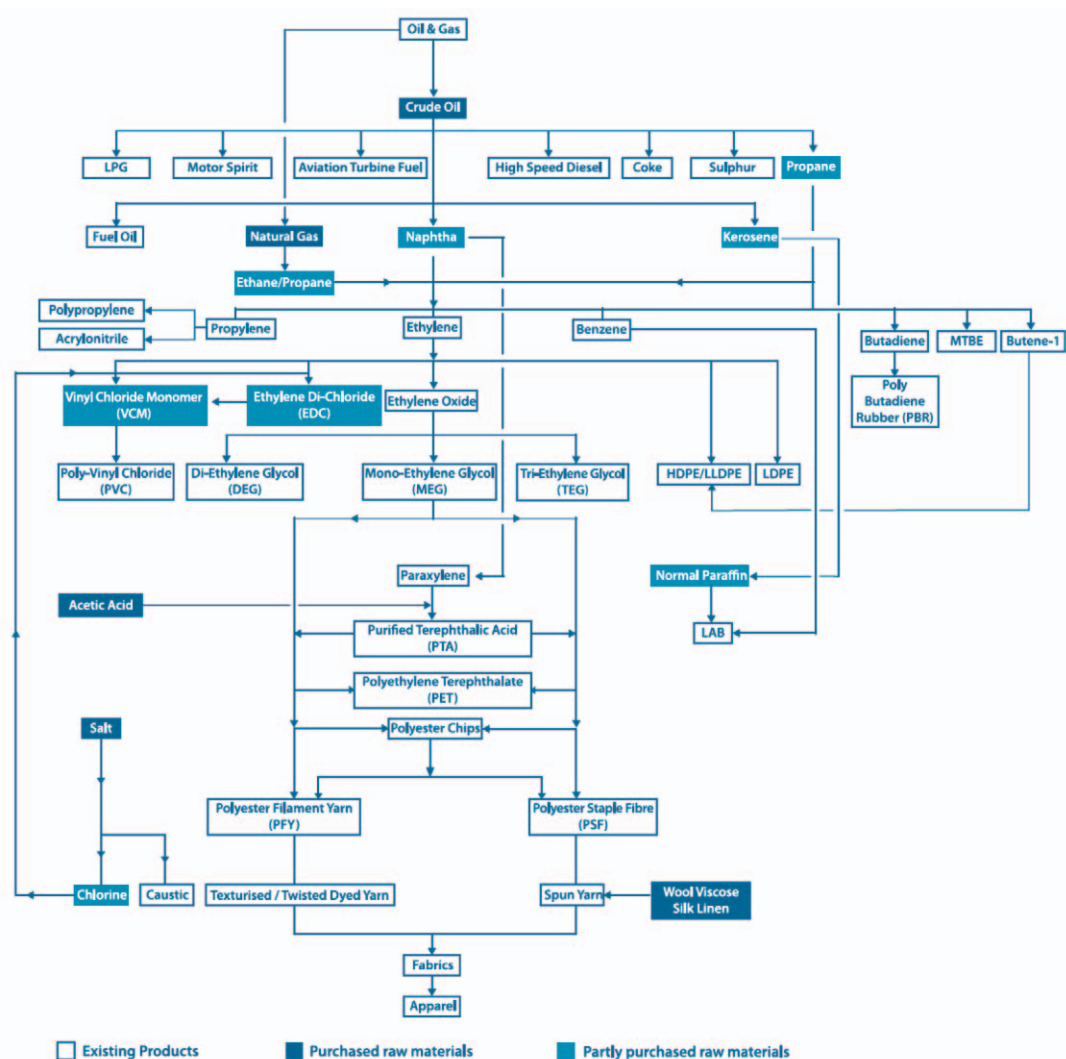 Oil & Gas
Crude Oil
LPG
Motor Spirit
Aviation Turbine Fuel
High Speed Diesel
Coke
Sulphur
Propane
Fuel Oil
Natural Gas
Naphtha
Kerosene
Ethane/Propane
Polypropylene
Acrylonitrile
Propylene
Ethylene
Benzene
Butadiene
MTBE
Butene-1
Vinyl Chloride Monomer
(VCM)
Ethylene Di-Chloride
(EDC)
Ethylene Oxide
Poly
Butadiene
Rubber (PBR)
Poly-Vinyl Chloride
(PVC)
Di-Ethylene Glycol
(DEG)
Mono-Ethylene Glycol
(MEG)
Tri-Ethylene Glycol
(TEG)
HDPE/LLDPE
LDPE
Paraxylene
Normal Paraffin
Acetic Acid
Purified Terephthalic Acid
(PTA)
LAB
Polyethylene Terephthalate
(PET)
Salt
Polyester Chips
Polyester Filament Yarn
(PFY)
Polyester Staple Fibre
(PSF)
Chlorine
Caustic
Texturised / Twisted Dyed Yarn
Spun Yarn
Wool Viscose
Silk Linen
Fabrics
Apparel
Existing Products
Purchased raw materials
Partly purchased raw materials